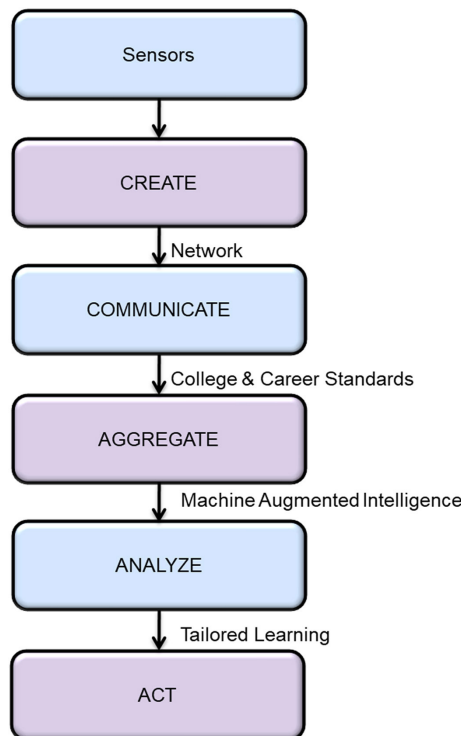 Sensors
CREATE
Network
COMMUNICATE
College & Career Standards
AGGREGATE
Machine Augmented Intelligence
ANALYZE
Tailored Learning
ACT